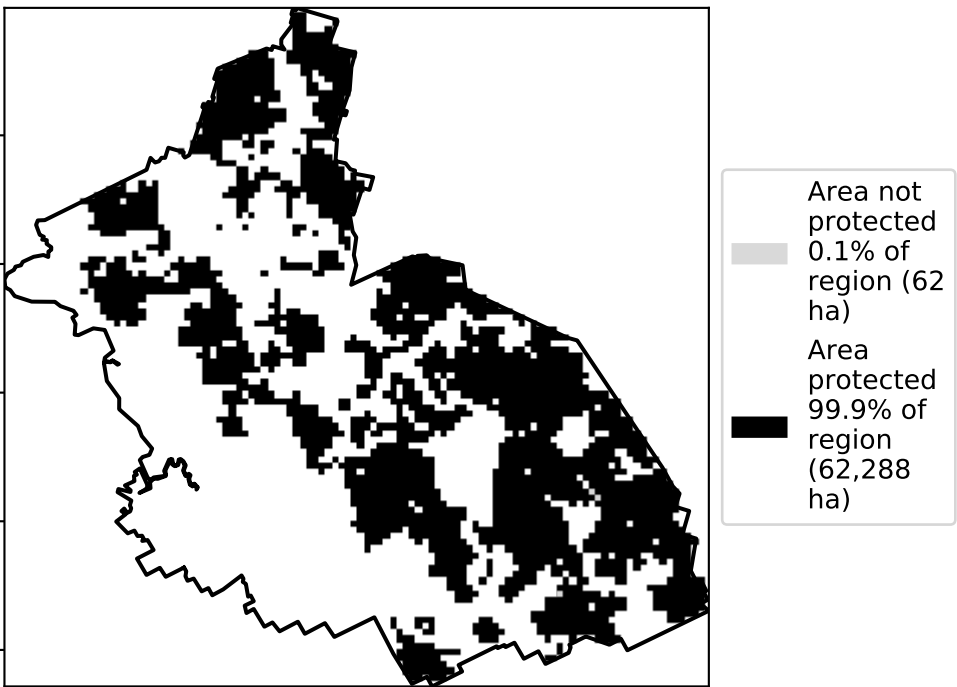 Area not
protected
0.1% of
region (62
ha)
Area
protected
99.9% of
region
(62,288
ha)